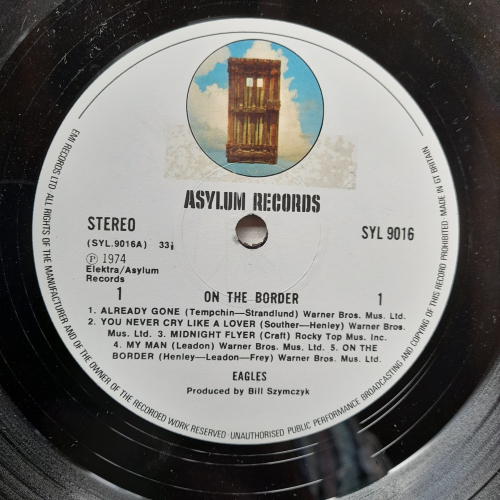 ASYLUM RECORDS
STEREO
SYL 9016
(SYL.9016A) 33⅓
Ⓟ 1974
Elektra/Asylum
Records
1 ON THE BORDER 1
1. ALREADY GONE (Tempchin—Strandlund) Warner Bros. Mus. Ltd.
2. YOU NEVER CRY LIKE A LOVER (Souther—Henley) Warner Bros.
Mus. Ltd. 3. MIDNIGHT FLYER (Craft) Rocky Top Mus. Inc.
4. MY MAN (Leadon) Warner Bros. Mus. Ltd. 5. ON THE
BORDER (Henley—Leadon—Frey) Warner Bros. Mus. Ltd.
EAGLES
Produced by Bill Szymczyk
EMI RECORDS LTD ALL RIGHTS OF THE MANUFACTURER AND OF THE OWNER OF THE RECORDED WORK RESERVED · UNAUTHORISED PUBLIC PERFORMANCE BROADCASTING AND COPYING OF THIS RECORD PROHIBITED · MADE IN GT BRITAIN